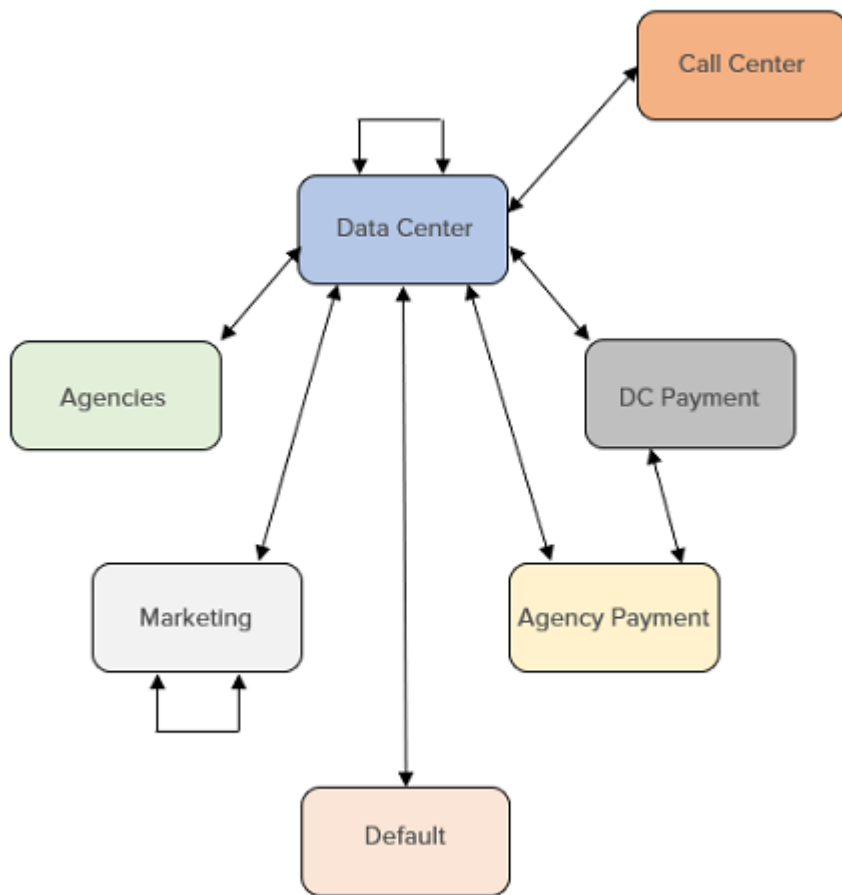 Call Center
Data Center
Agencies
DC Payment
Marketing
Agency Payment
Default